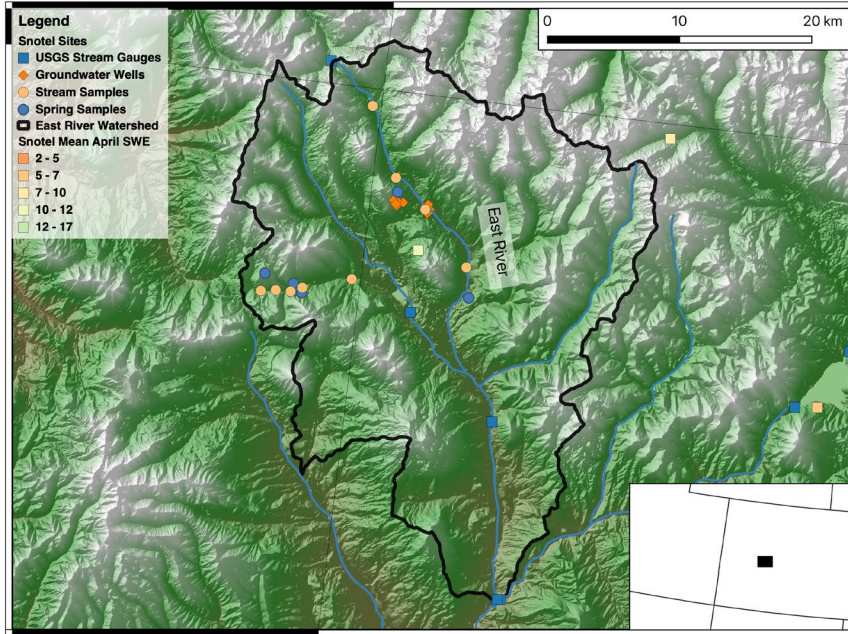 Legend
Snotel Sites
USGS Stream Gauges
Groundwater Wells
Stream Samples
Spring Samples
East River Watershed
Snotel Mean April SWE
2 - 5
5 - 7
7 - 10
10 - 12
12 - 17
0 10 20 km
East River